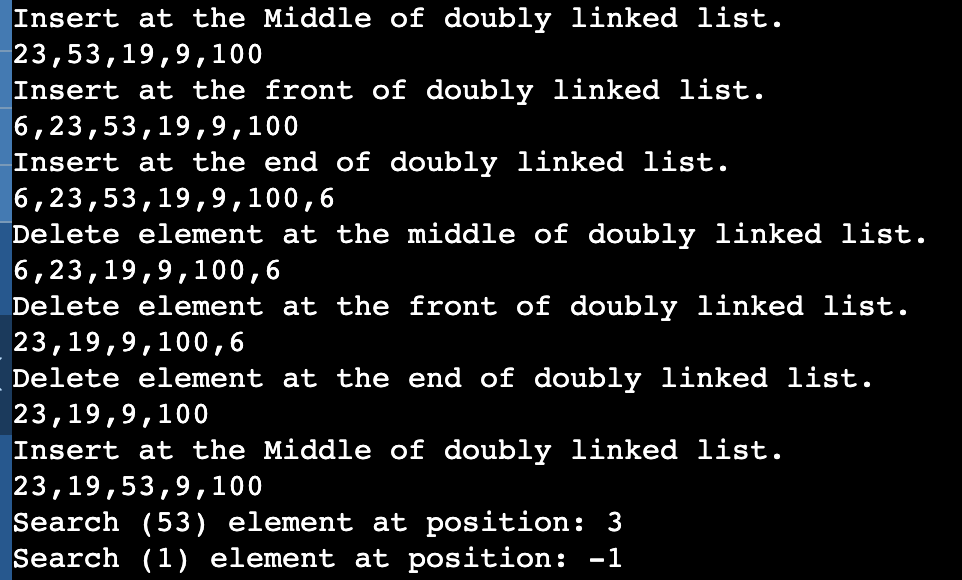 Insert at the Middle of doubly linked list.
23,53,19,9,100
Insert at the front of doubly linked list.
6,23,53,19,9,100
Insert at the end of doubly linked list.
6,23,53,19,9,100,6
Delete element at the middle of doubly linked list.
6,23,19,9,100,6
Delete element at the front of doubly linked list.
23,19,9,100,6
Delete element at the end of doubly linked list.
23,19,9,100
Insert at the Middle of doubly linked list.
23,19,53,9,100
Search (53) element at position: 3
Search (1) element at position: -1